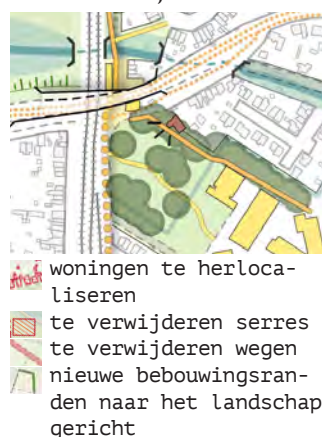 woningen te herloca-
liseren
te verwijderen serres
te verwijderen wegen
nieuwe bebouwingsran-
den naar het landschap
gericht